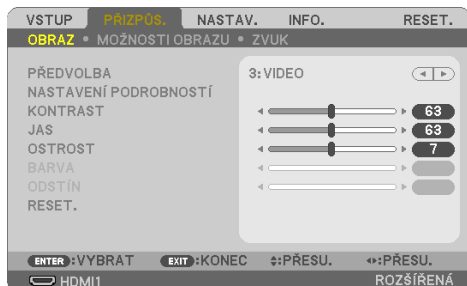 VSTUP PŘIZPŮS. NASTAV. INFO. RESET.
OBRAZ • MOŽNOSTI OBRAZU • ZVUK
PŘEDVOLBA 3: VIDEO
NASTAVENÍ PODROBNOSTÍ
KONTRAST 63
JAS 63
OSTROST 7
BARVA
ODSTÍN
RESET.
ENTER :VYBRAT EXIT :KONEC :PŘESU. :PŘESU.
HDMI1 ROZŠÍŘENÁ